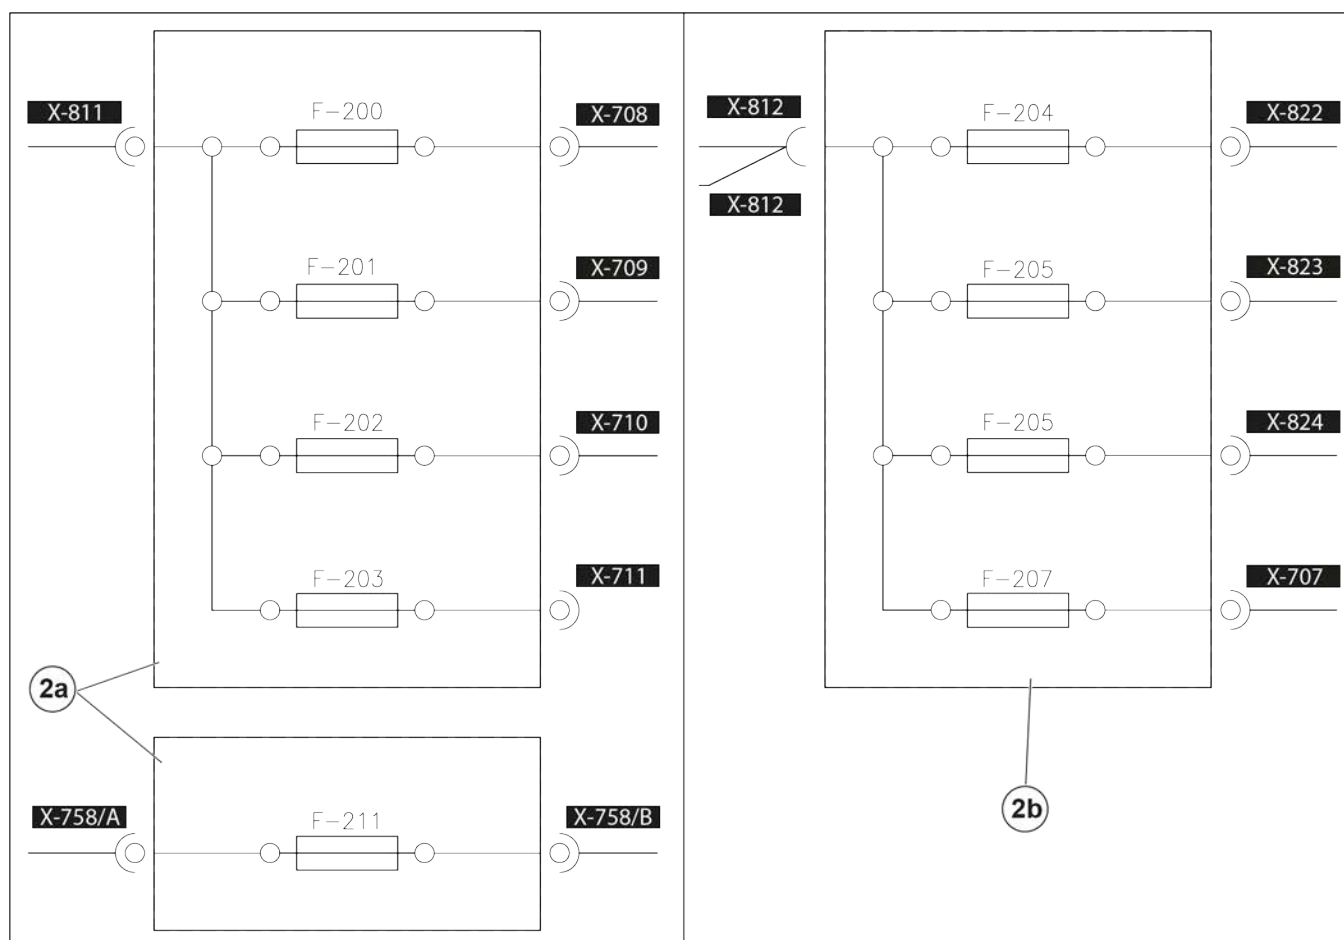 X-811
F-200
X-708
F-201
X-709
F-202
X-710
F-203
X-711
2a
X-758/A
F-211
X-758/B
X-812
X-812
F-204
X-822
F-205
X-823
F-205
X-824
F-207
X-707
2b